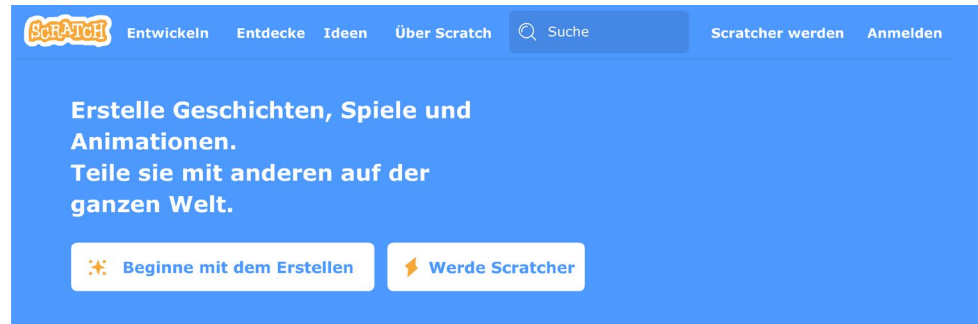 SCRATCH Entwickeln Entdecke Ideen Über Scratch Suche Scratcher werden Anmelden
Erstelle Geschichten, Spiele und
Animationen.
Teile sie mit anderen auf der
ganzen Welt.
Beginne mit dem Erstellen Werde Scratcher